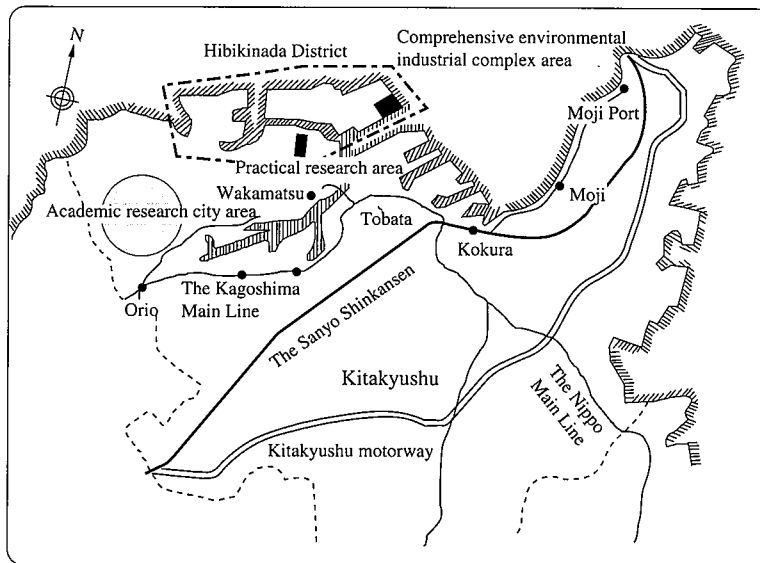 N
Hibikinada District
Comprehensive environmental
industrial complex area
Moji Port
Practical research area
Wakamatsu
Moji
Academic research city area
Tobata
Kokura
The Kagoshima
Main Line
Orio
The Sanyo Shinkansen
Kitakyushu
The Nippo
Main Line
Kitakyushu motorway